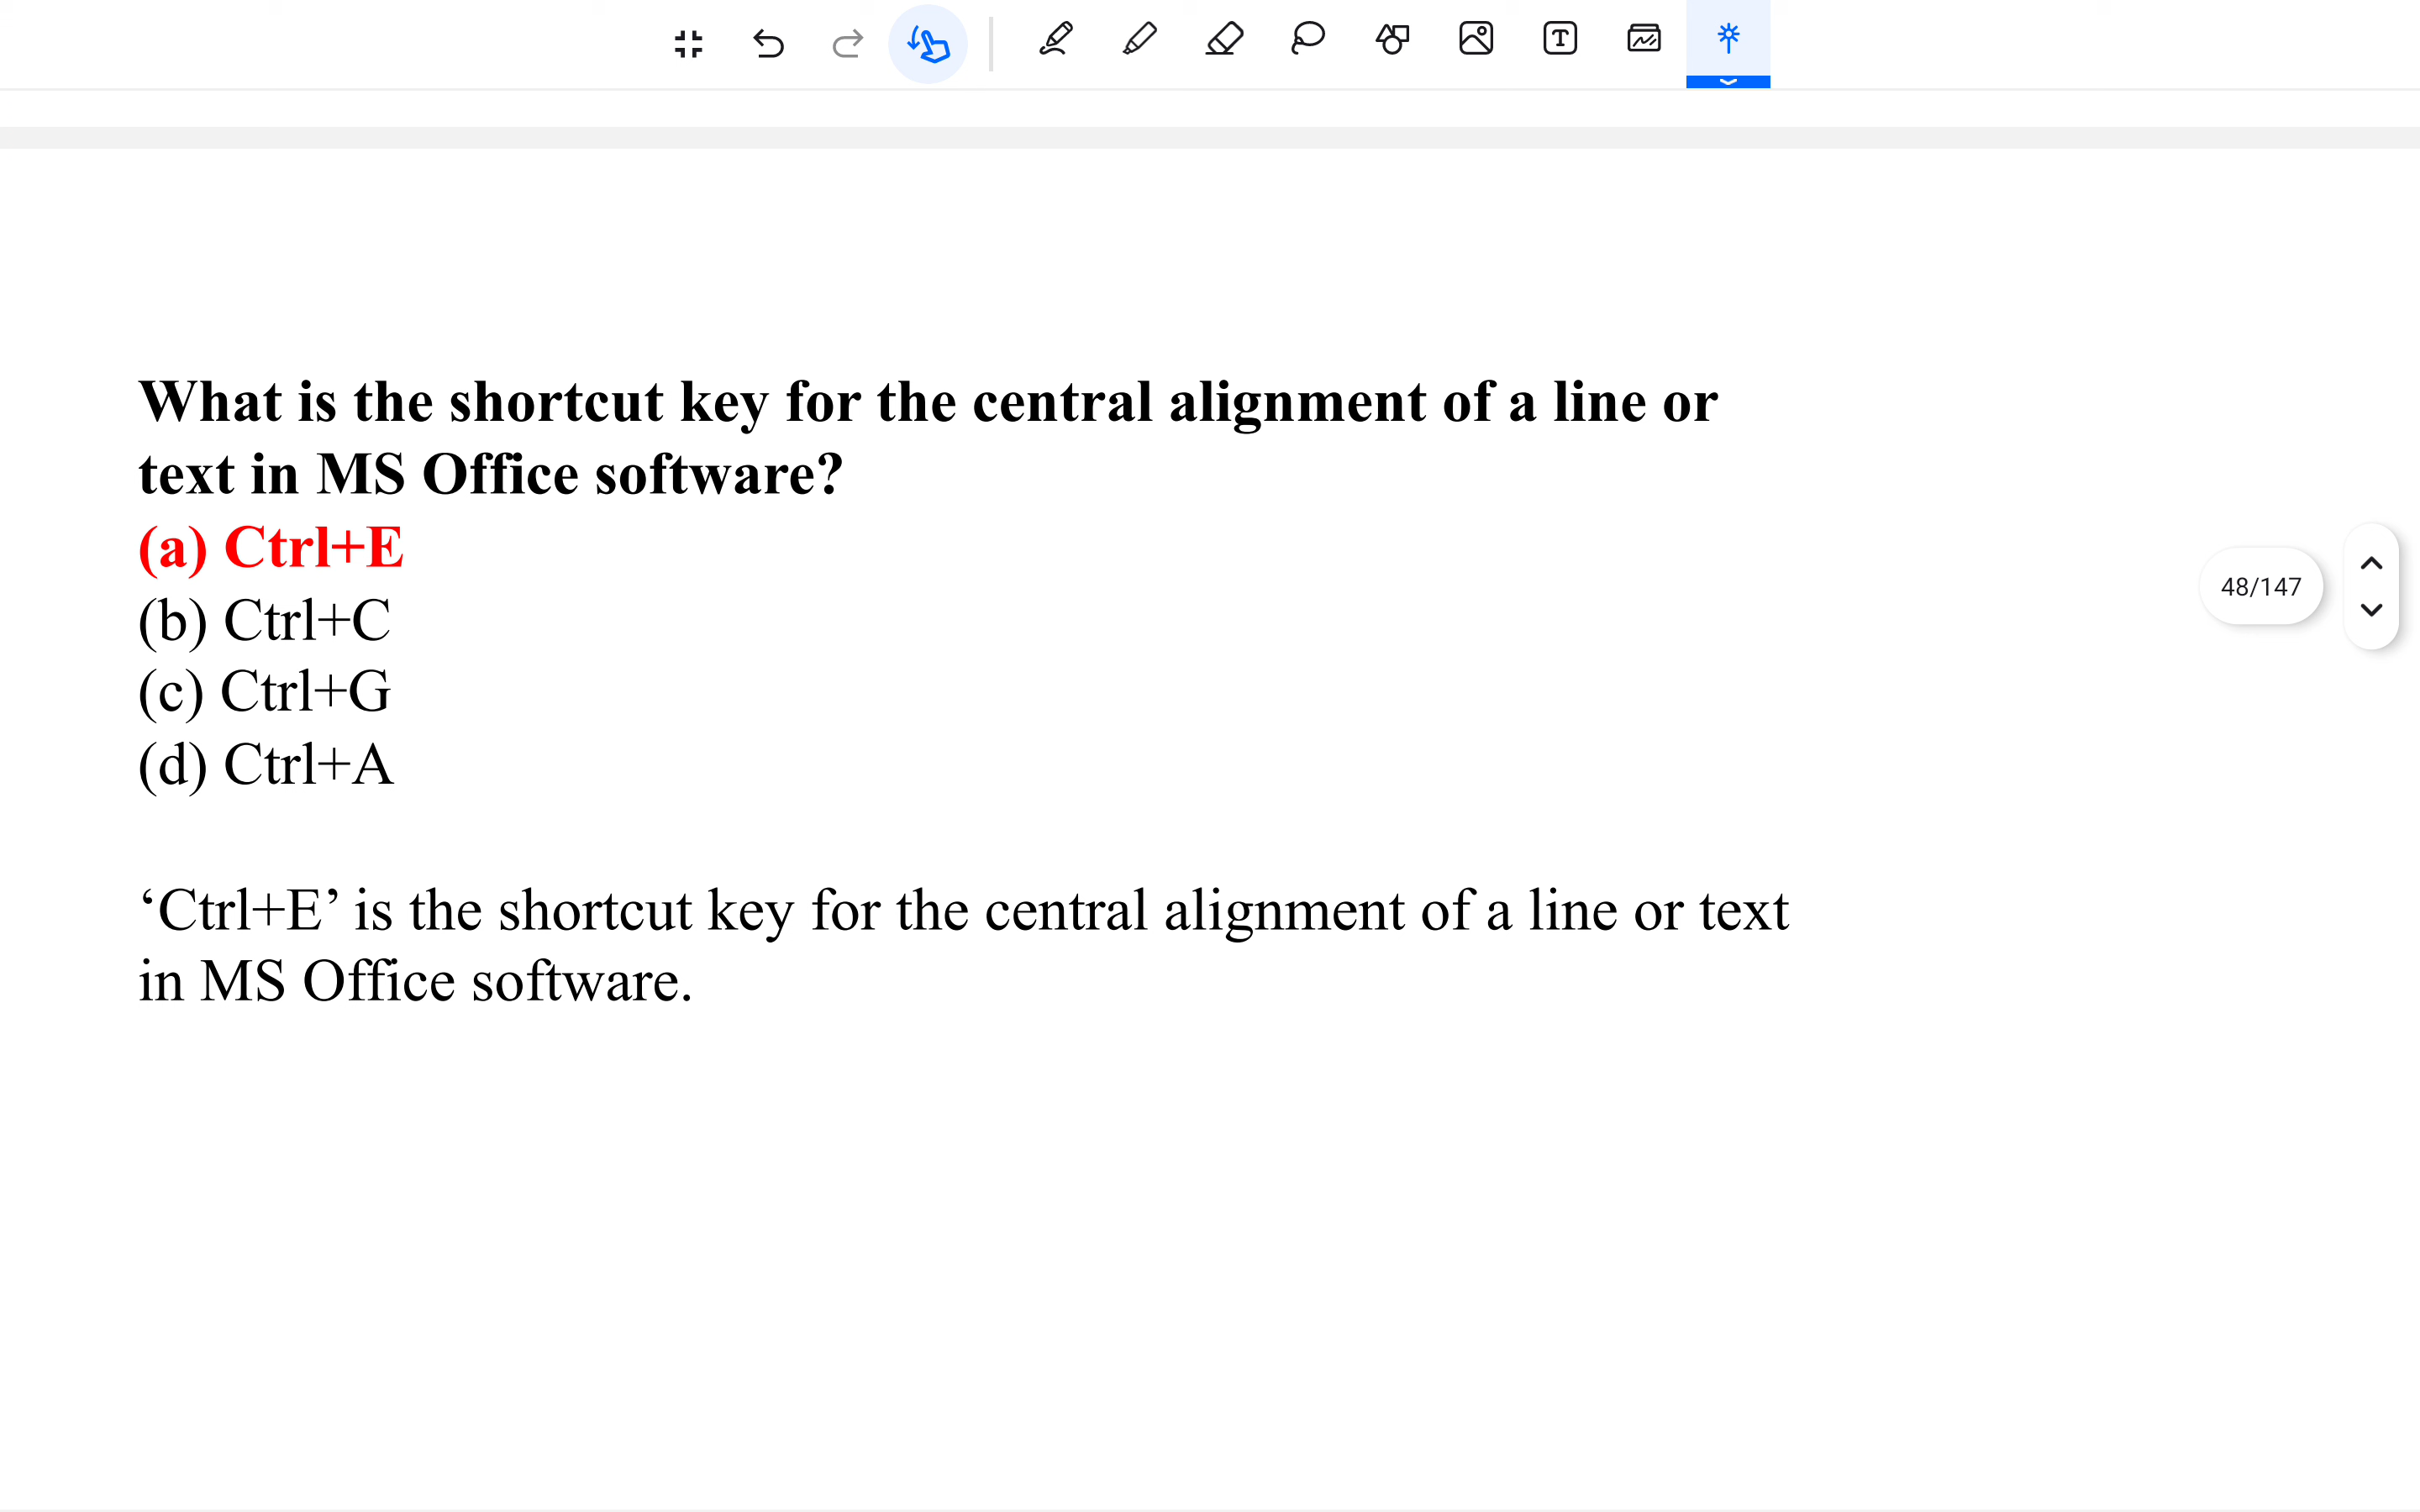 What is the shortcut key for the central alignment of a line or
text in MS Office software?
(a) Ctrl+E
(b) Ctrl+C
(c) Ctrl+G
(d) Ctrl+A
48/147
‘Ctrl+E’ is the shortcut key for the central alignment of a line or text
in MS Office software.